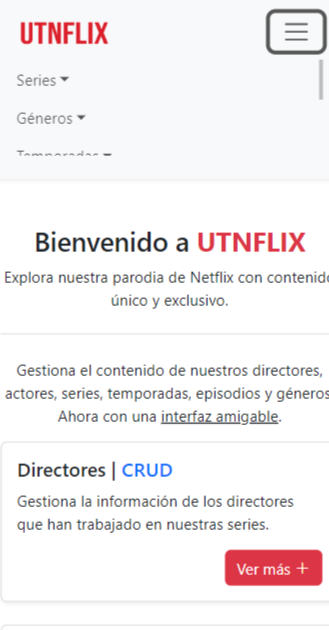 UTNFLIX
Series
Géneros
Temporadas
Bienvenido a UTNFLIX
Explora nuestra parodia de Netflix con contenido
único y exclusivo.
Gestiona el contenido de nuestros directores,
actores, series, temporadas, episodios y géneros.
Ahora con una interfaz amigable.
Directores | CRUD
Gestiona la información de los directores
que han trabajado en nuestras series.
Ver más +